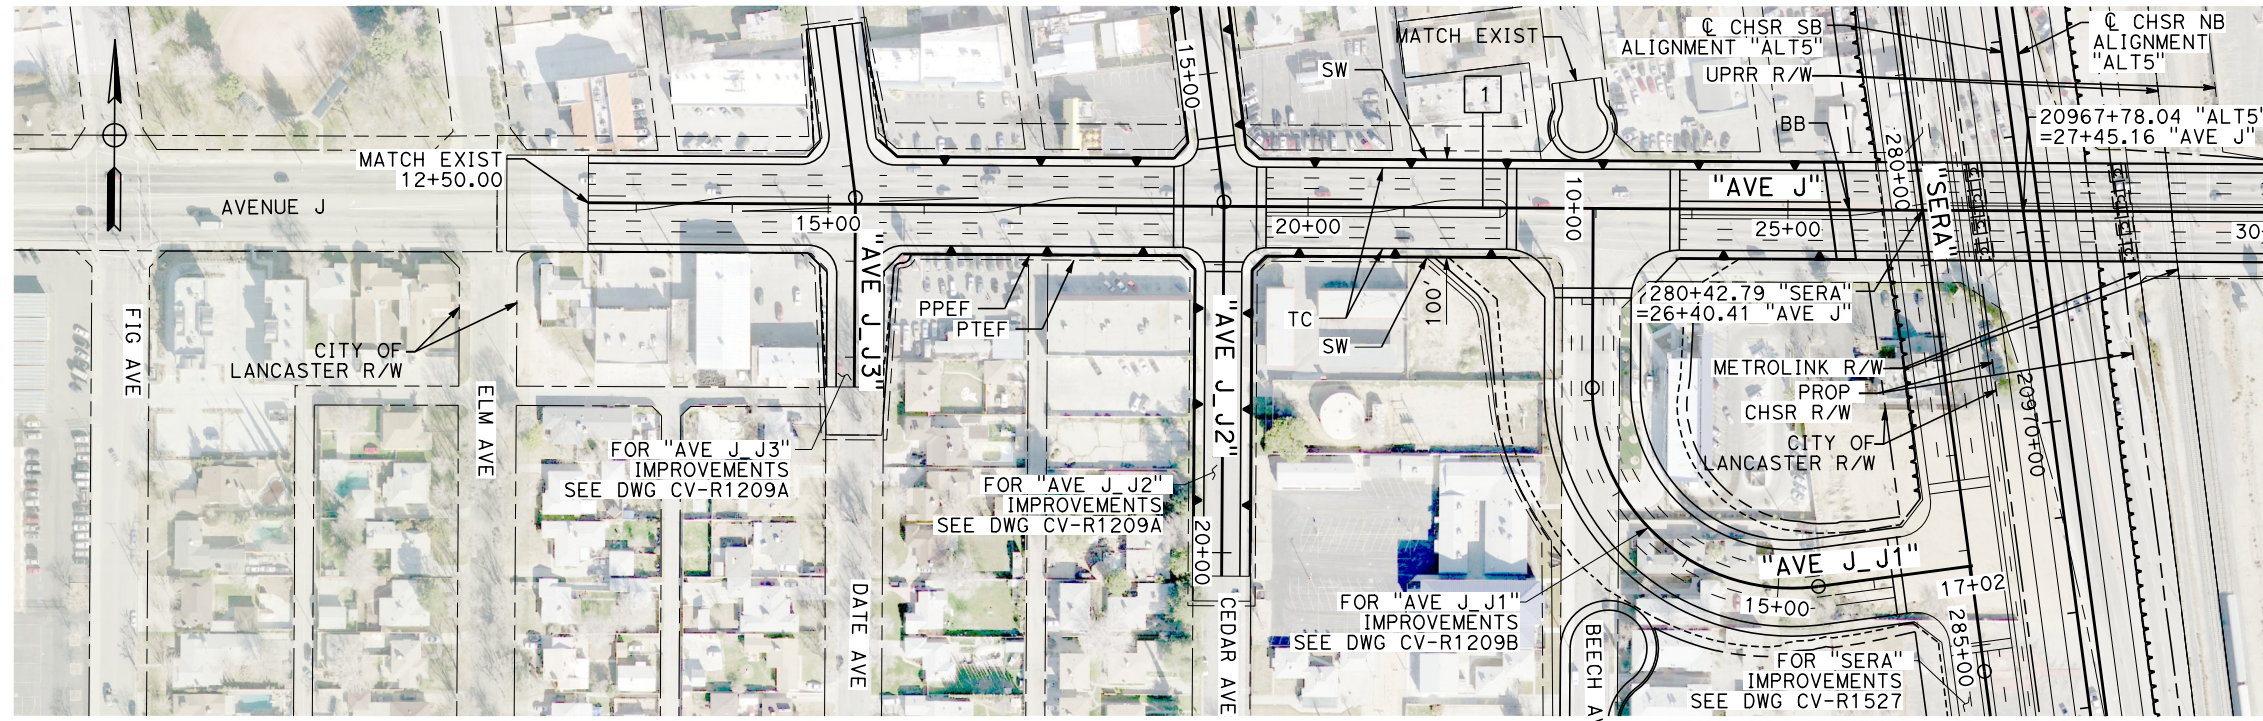 MATCH EXIST
℄ CHSR SB
ALIGNMENT "ALT5"
℄ CHSR NB
ALIGNMENT
"ALT5"
SW
1
UPRR R/W
15+00
BB
20967+78.04 "ALT5"
=27+45.16 "AVE J"
MATCH EXIST
12+50.00
280+00
"SERA"
AVENUE J
15+00
20+00
10+00
"AVE J"
25+00
30+
"AVE J_J3"
PPEF
PTEF
"AVE J_J2"
TC
SW
100'
280+42.79 "SERA"
=26+40.41 "AVE J"
FIG AVE
CITY OF
LANCASTER R/W
ELM AVE
METROLINK R/W
PROP
CHSR R/W
CITY OF
LANCASTER R/W
20970+00
FOR "AVE J_J3"
IMPROVEMENTS
SEE DWG CV-R1209A
FOR "AVE J_J2"
IMPROVEMENTS
SEE DWG CV-R1209A
20+00
"AVE J_J1"
DATE AVE
CEDAR AVE
FOR "AVE J_J1"
IMPROVEMENTS
SEE DWG CV-R1209B
15+00
17+02
BEECH A
285+00
FOR "SERA"
IMPROVEMENTS
SEE DWG CV-R1527